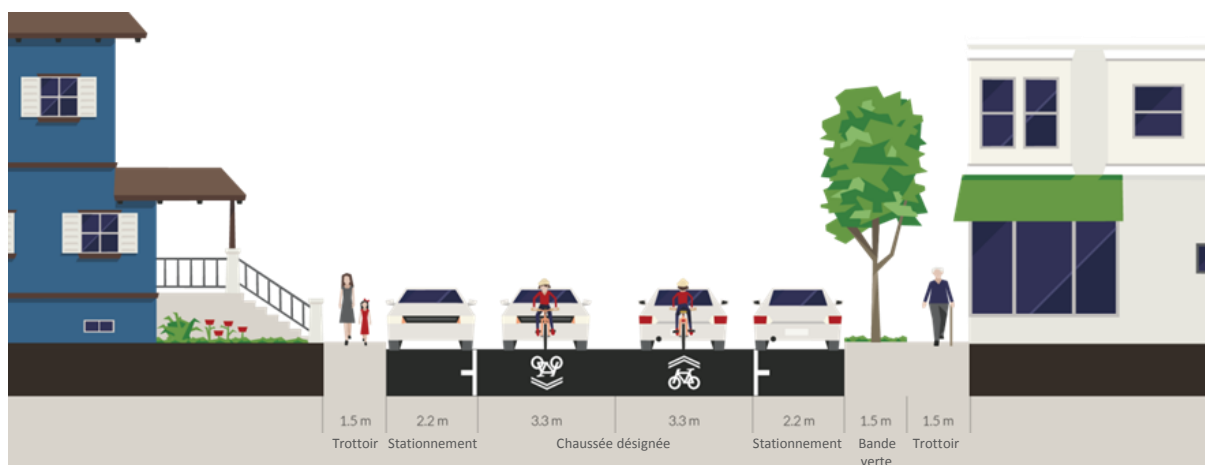 1.5 m 2.2 m 3.3 m 3.3 m 2.2 m 1.5 m 1.5 m
Trottoir Stationnement Chaussée désignée Stationnement Bande Trottoir
verte